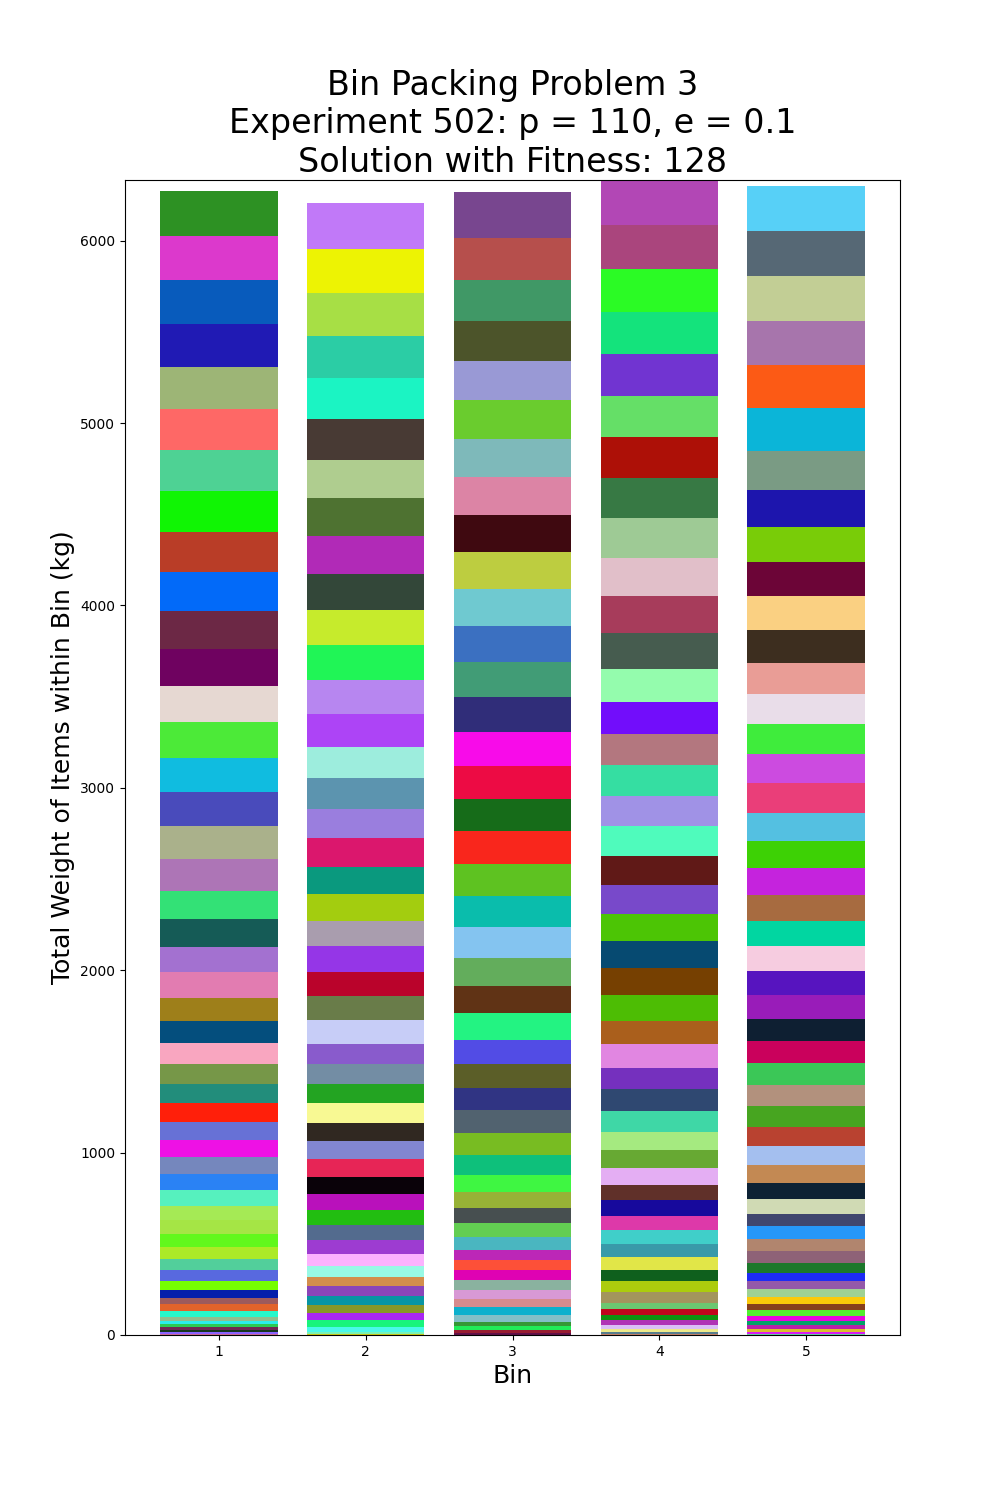 Bin Packing Problem 3
Experiment 502: p = 110, e = 0.1
Solution with Fitness: 128
Total Weight of Items within Bin (kg)
6000
5000
4000
3000
2000
1000
0
1 2 3 4 5
Bin